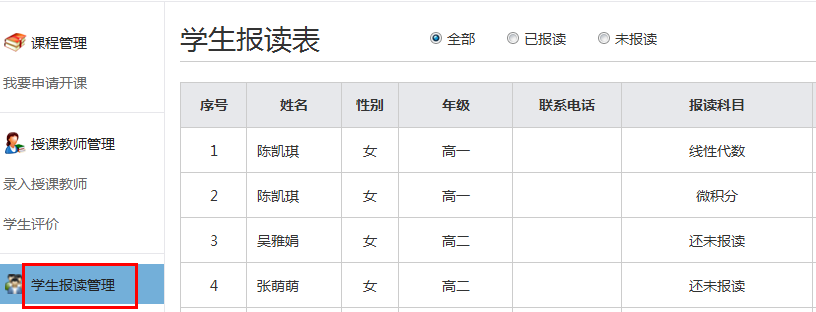 课程管理
我要申请开课
授课教师管理
录入授课教师
学生评价
学生报读管理
学生报读表 全部 已报读 未报读
序号 姓名 性别 年级 联系电话 报读科目
1 陈凯琪 女 高一 线性代数
2 陈凯琪 女 高一 微积分
3 吴雅娟 女 高二 还未报读
4 张萌萌 女 高二 还未报读